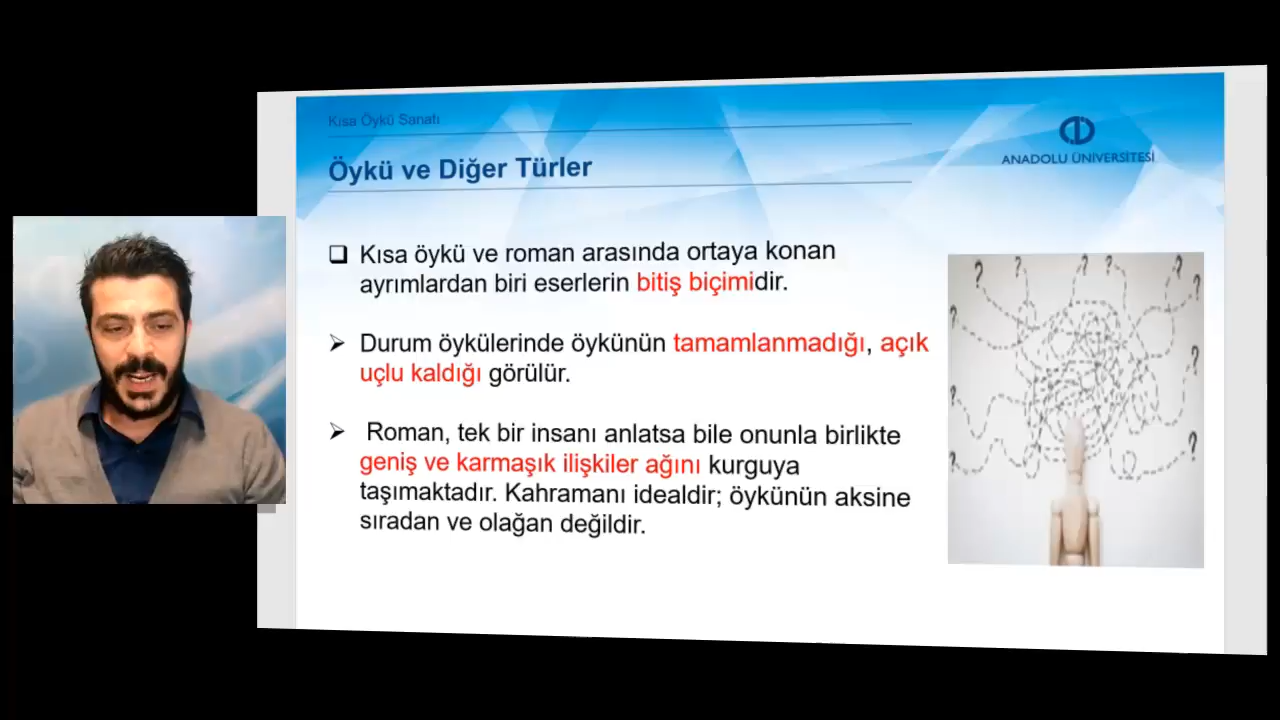 Kısa Öykü Sanatı
Öykü ve Diğer Türler
ANADOLU ÜNİVERSİTESİ
Kısa öykü ve roman arasında ortaya konan
ayrımlardan biri eserlerin bitiş biçimidir.
Durum öykülerinde öykünün tamamlanmadığı, açık
uçlu kaldığı görülür.
Roman, tek bir insanı anlatsa bile onunla birlikte
geniş ve karmaşık ilişkiler ağını kurguya
taşımaktadır. Kahramanı idealdir; öykünün aksine
sıradan ve olağan değildir.